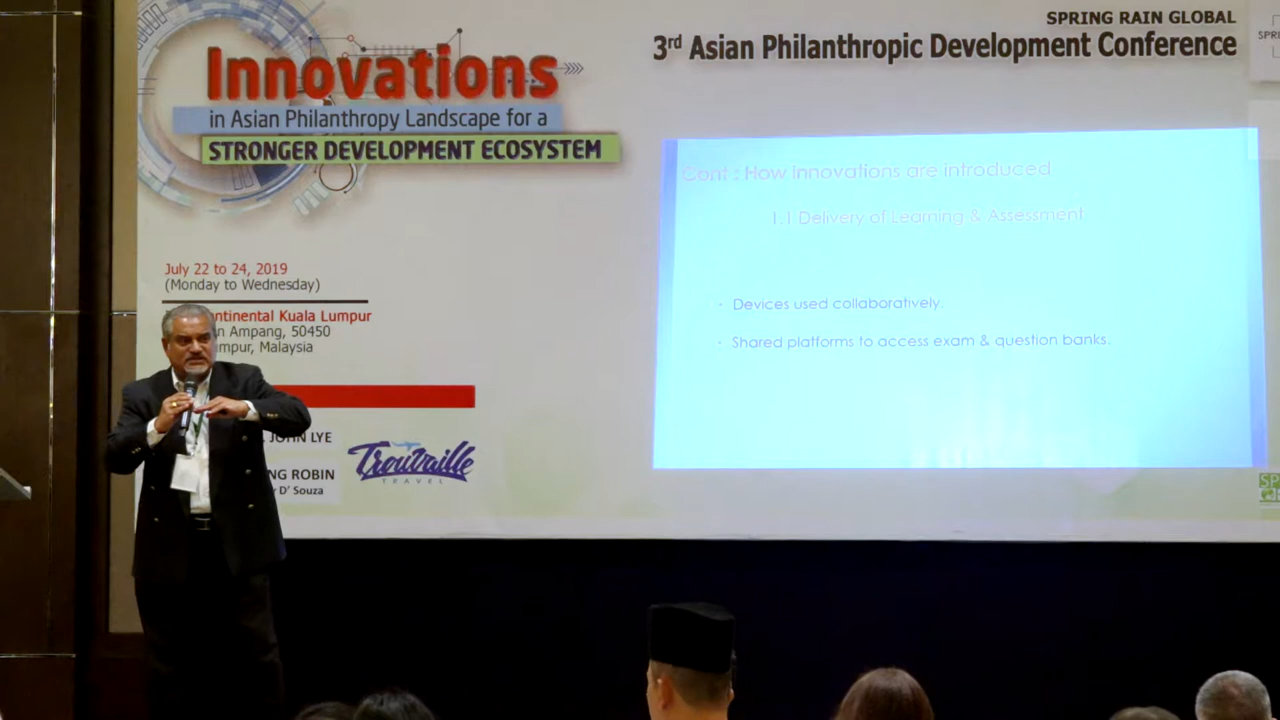 Innovations
in Asian Philanthropy Landscape for a
STRONGER DEVELOPMENT ECOSYSTEM
SPRING RAIN GLOBAL
3rd Asian Philanthropic Development Conference
Cont : How innovations are introduced
1.1 Delivery of Learning & Assessment
· Devices used collaboratively.
· Shared platforms to access exam & question banks.
July 22 to 24, 2019
(Monday to Wednesday)
ntinental Kuala Lumpur
n Ampang, 50450
mpur, Malaysia
JOHN LYE
NG ROBIN
D' Souza
Trouvaille
TRAVEL
SP